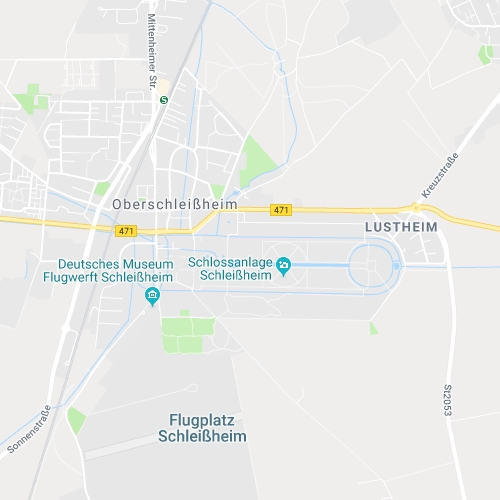 Mittenheimer Str.
S
Kreuzstraße
Oberschleißheim
471
471
LUSTHEIM
Deutsches Museum
Flugwerft Schleißheim
Schlossanlage
Schleißheim
St2053
Sonnenstraße
Flugplatz
Schleißheim